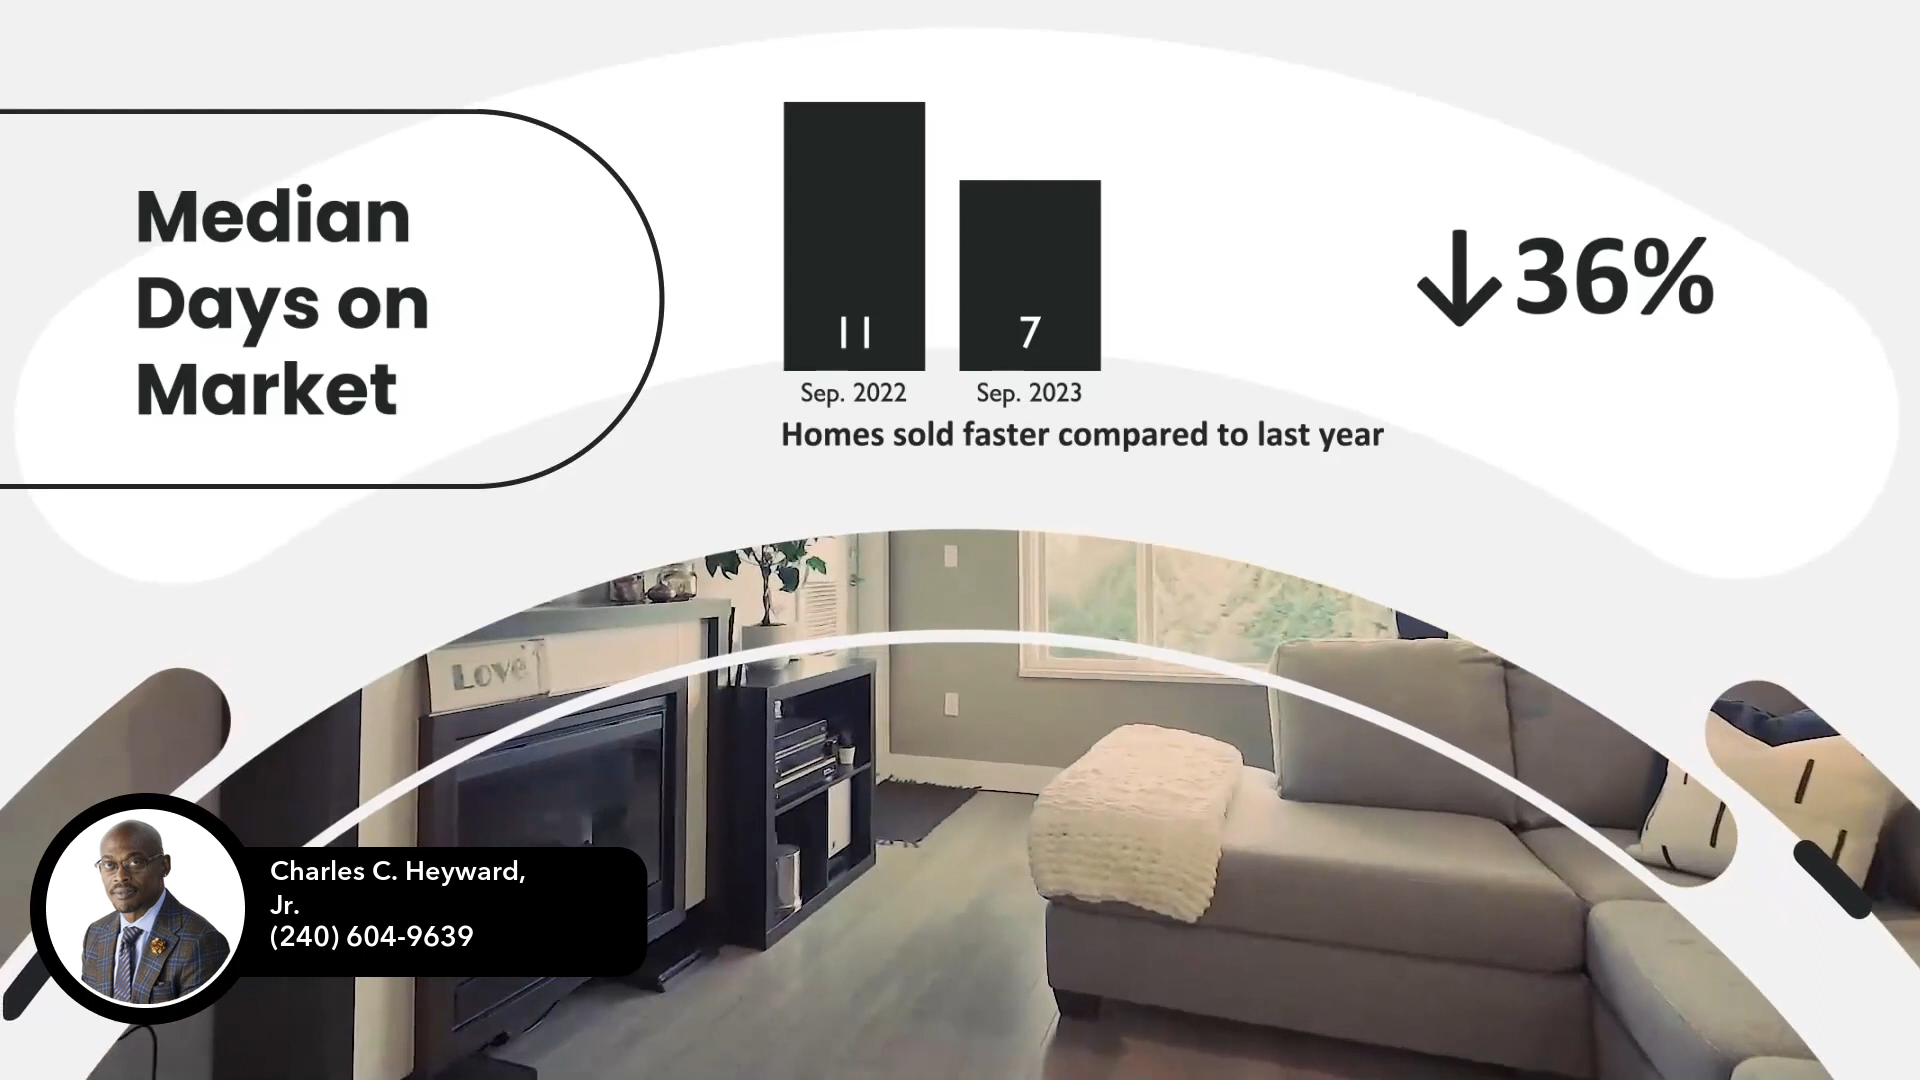 Median
Days on
Market
11
7
Sep. 2022
Sep. 2023
Homes sold faster compared to last year
↓36%
Love
Charles C. Heyward,
Jr.
(240) 604-9639